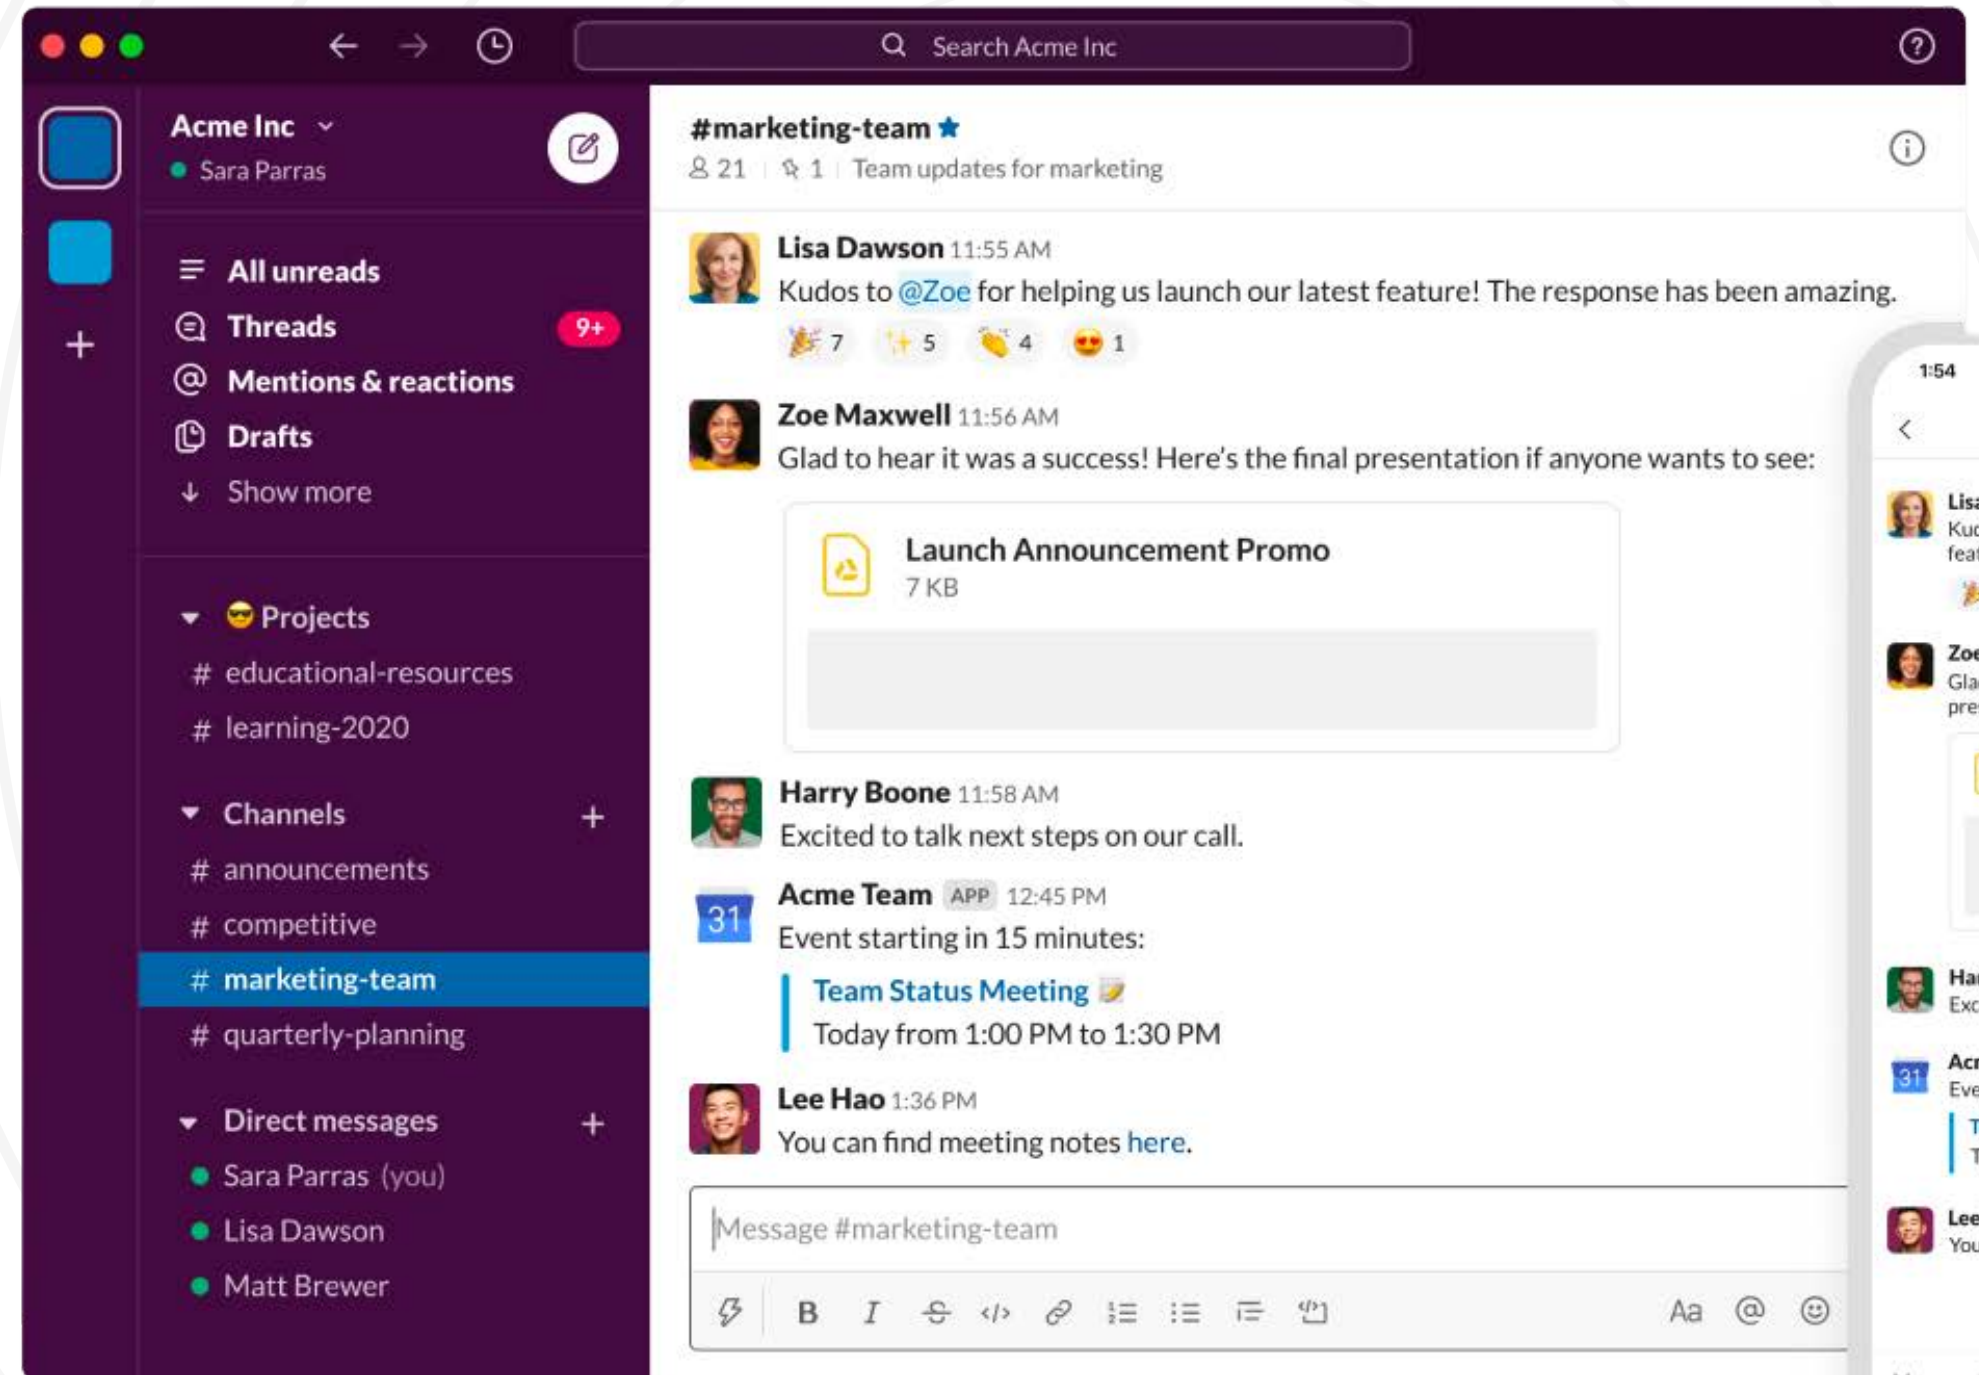 Search Acme Inc
Acme Inc
Sara Parras
All unreads
Threads 9+
Mentions & reactions
Drafts
Show more
😎 Projects
# educational-resources
# learning-2020
Channels +
# announcements
# competitive
# marketing-team
# quarterly-planning
Direct messages +
Sara Parras (you)
Lisa Dawson
Matt Brewer
#marketing-team
21 | 1 | Team updates for marketing
Lisa Dawson 11:55 AM
Kudos to @Zoe for helping us launch our latest feature! The response has been amazing.
🎉 7 ✨ 5 👏 4 😍 1
Zoe Maxwell 11:56 AM
Glad to hear it was a success! Here's the final presentation if anyone wants to see:
Launch Announcement Promo
7 KB
Harry Boone 11:58 AM
Excited to talk next steps on our call.
31
Acme Team APP 12:45 PM
Event starting in 15 minutes:
Team Status Meeting 📝
Today from 1:00 PM to 1:30 PM
Lee Hao 1:36 PM
You can find meeting notes here.
Message #marketing-team
B I S </> Aa @
1:54
Zoe
31
Lee
You